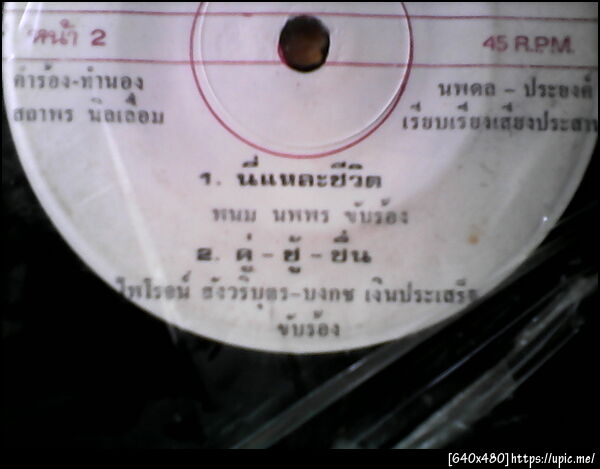 หน้า 2
45 R.P.M.
คำร้อง-ทำนอง
นพดล - ประยงค์
สถาพร นิลเลื่อม
เรียบเรียงเสียงประสาน
1. นี่แหละชีวิต
พนม นพพร ขับร้อง
2. คู่ - ชู้ - ชื่น
ไพโรจน์ สังวริบุตร-บงกช เงินประเสริฐ
ขับร้อง
[640x480]https://upic.me/